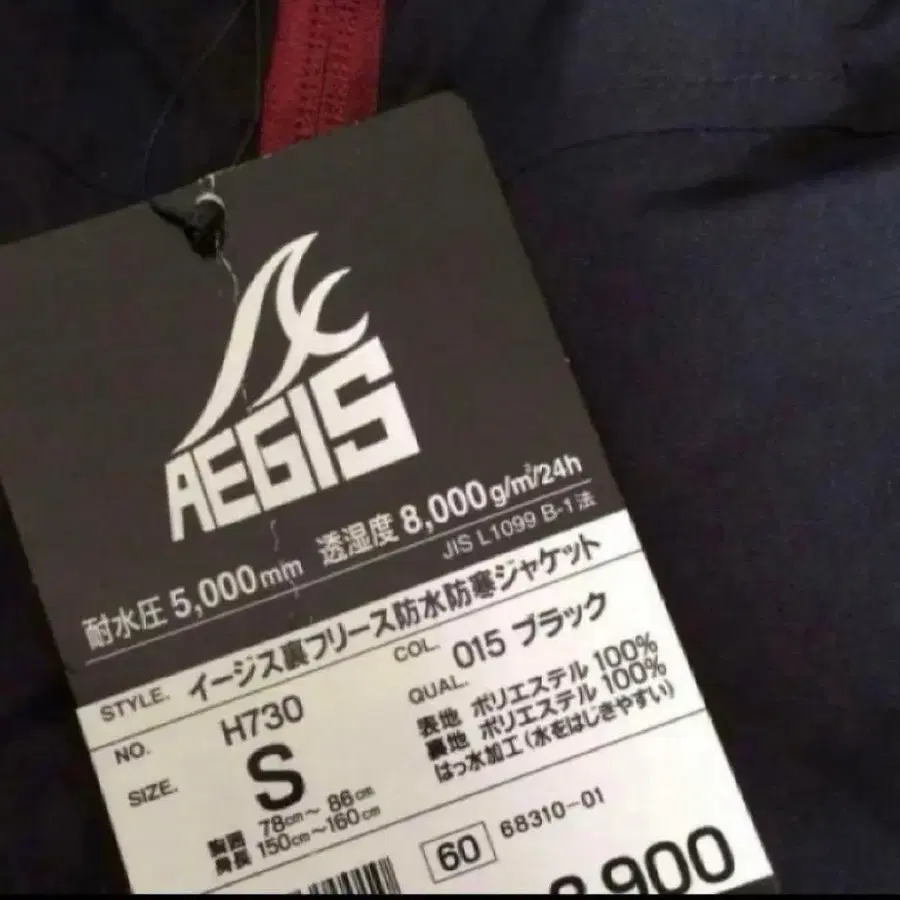 AEGIS
耐水圧 5,000mm 透湿度 8,000g/m²/24h
JIS L1099 B-1法
STYLE. イージス裏フリース防水防寒ジャケット
NO. H730
COL. 015 ブラック
SIZE. S
胸囲 78cm～86cm
身長 150cm～160cm
QUAL. 表地 ポリエステル 100%
裏地 ポリエステル 100%
はっ水加工（水をはじきやすい）
60 68310-01
,900